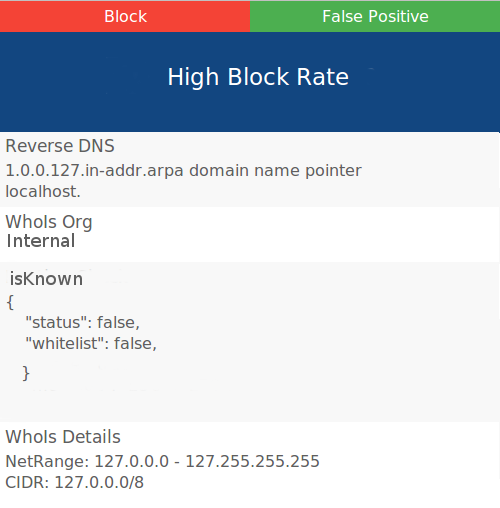 Block
False Positive
High Block Rate
Reverse DNS
1.0.0.127.in-addr.arpa domain name pointer
localhost.
WhoIs Org
Internal
isKnown
{
"status": false,
"whitelist": false,
}
WhoIs Details
NetRange: 127.0.0.0 - 127.255.255.255
CIDR: 127.0.0.0/8